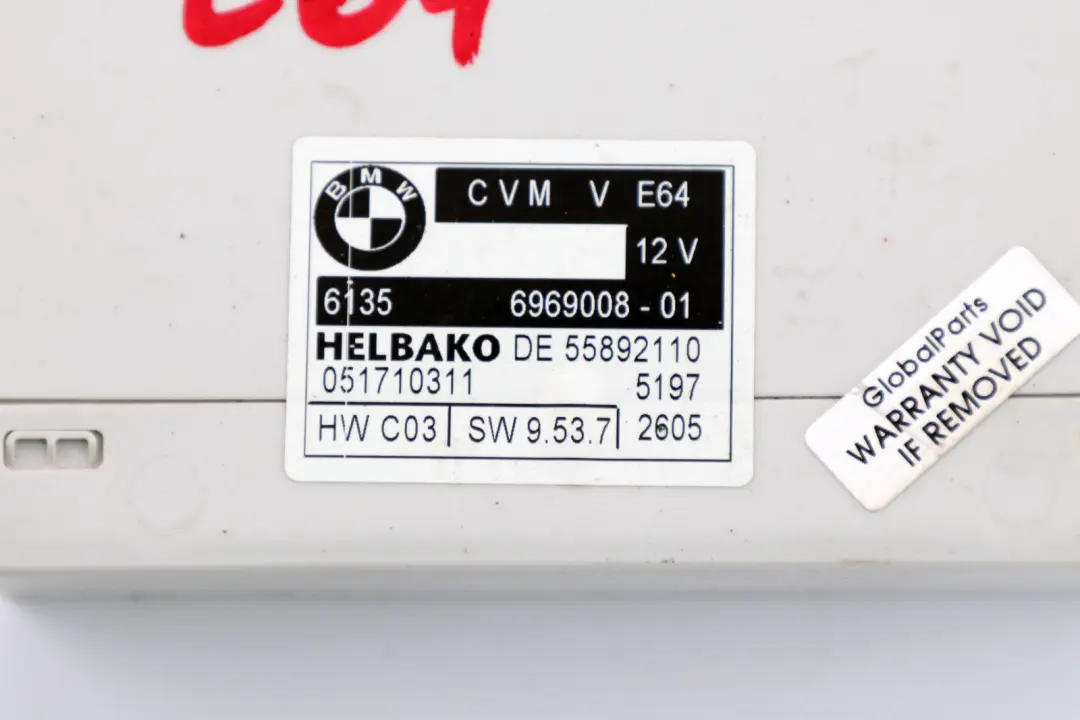 E64
BMW
CVM V E64
12 V
6135 6969008 - 01
HELBAKO DE 55892110
051710311 5197
HW C03 SW 9.53.7 2605
GlobalParts
WARRANTY VOID
IF REMOVED